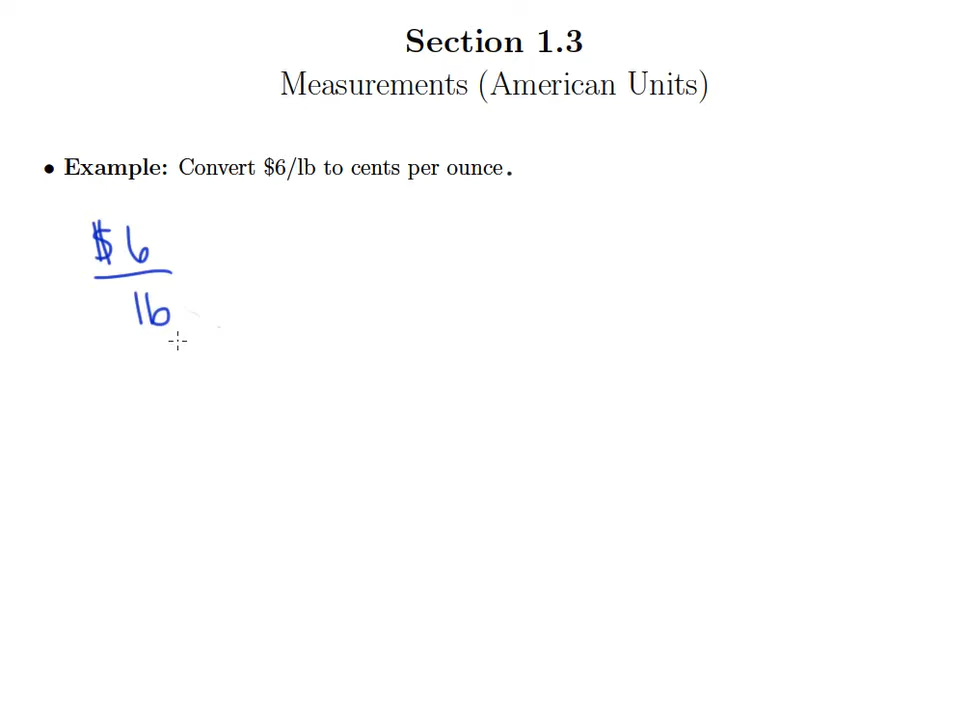 Section 1.3
Measurements (American Units)
• Example: Convert $6/lb to cents per ounce.
$6
lb